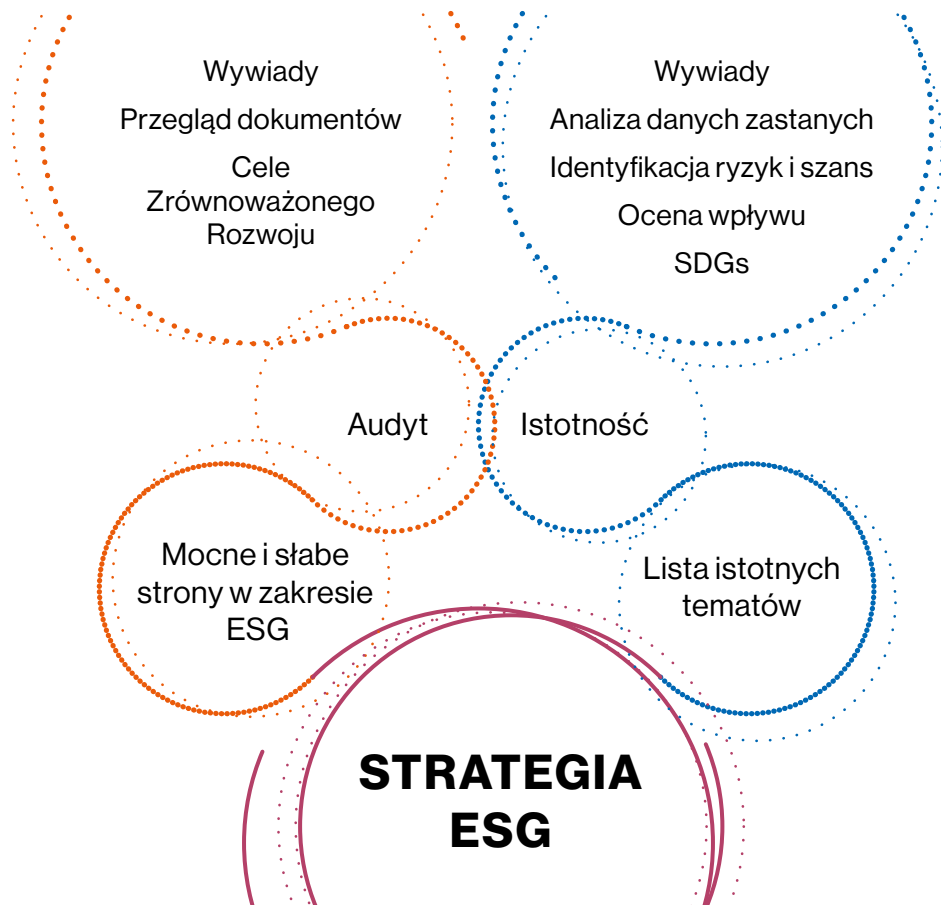 Wywiady
Przegląd dokumentów
Cele
Zrównoważonego
Rozwoju
Wywiady
Analiza danych zastanych
Identyfikacja ryzyk i szans
Ocena wpływu
SDGs
Audyt
Istotność
Mocne i słabe
strony w zakresie
ESG
Lista istotnych
tematów
STRATEGIA
ESG